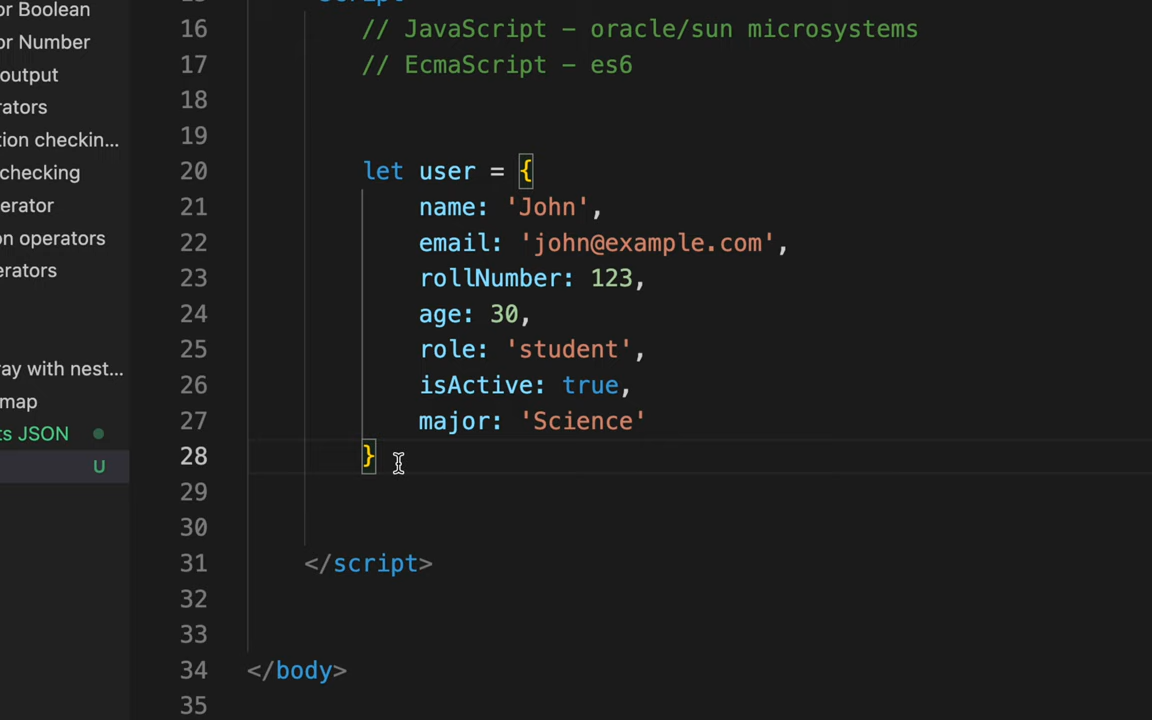 or Boolean
or Number
output
rators
tion checkin...
checking
erator
on operators
erators
ray with nest...
map
ts JSON
U
16 // JavaScript - oracle/sun microsystems
17 // EcmaScript - es6
18
19
20 let user = {
21 name: 'John',
22 email: 'john@example.com',
23 rollNumber: 123,
24 age: 30,
25 role: 'student',
26 isActive: true,
27 major: 'Science'
28 }
29
30
31 </script>
32
33
34 </body>
35